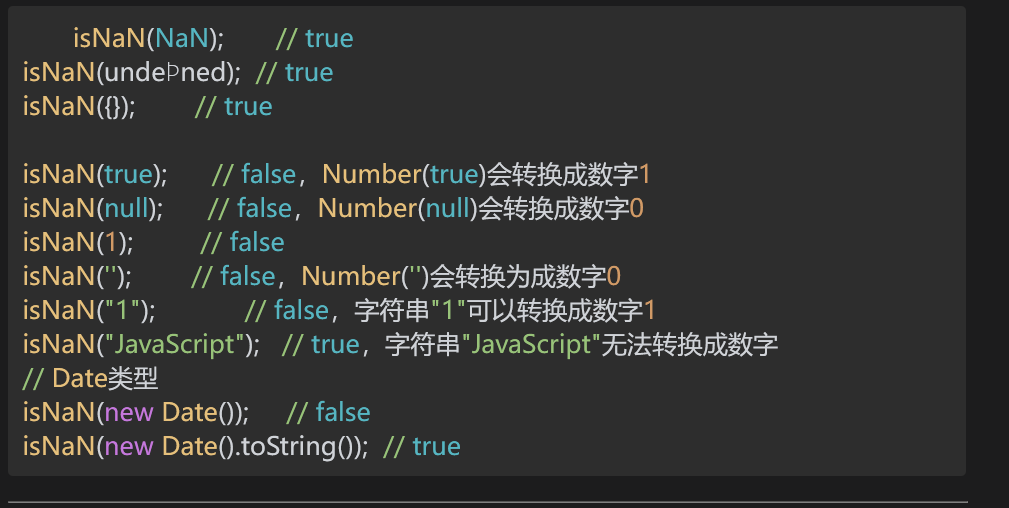 isNaN(NaN); // true
isNaN(undeÞned); // true
isNaN({}); // true
isNaN(true); // false，Number(true)会转换成数字1
isNaN(null); // false，Number(null)会转换成数字0
isNaN(1); // false
isNaN(''); // false，Number('')会转换为成数字0
isNaN("1"); // false，字符串"1"可以转换成数字1
isNaN("JavaScript"); // true，字符串"JavaScript"无法转换成数字
// Date类型
isNaN(new Date()); // false
isNaN(new Date().toString()); // true